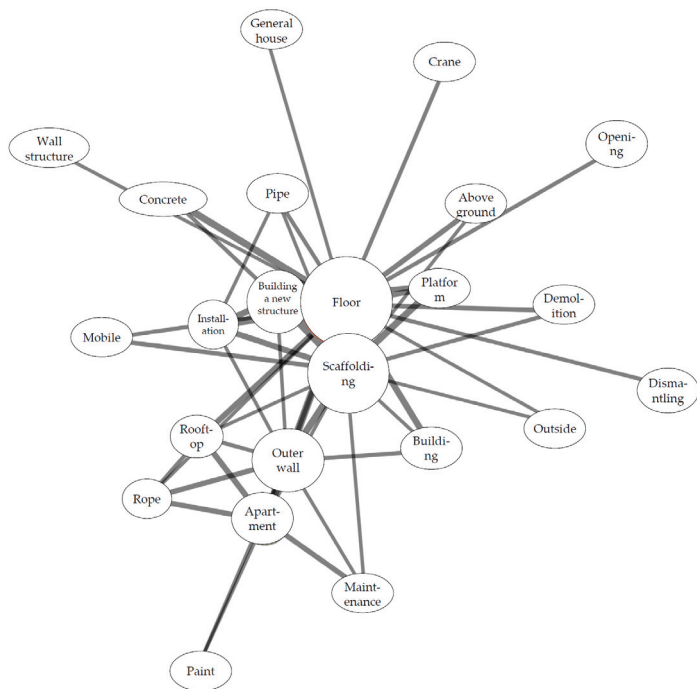 General
house
Crane
Wall
structure
Openi-
ng
Concrete
Pipe
Above
ground
Building
a new
structure
Floor
Platfor
m
Demol-
ition
Install-
ation
Mobile
Scaffoldi-
ng
Disma-
ntling
Rooft-
op
Outer
wall
Buildi-
ng
Outside
Rope
Apart-
ment
Maint-
enance
Paint